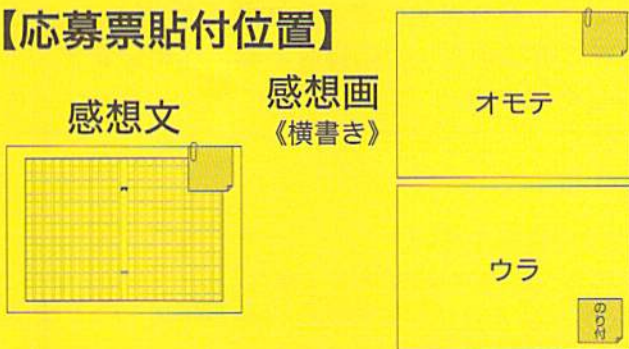 【応募票貼付位置】
感想文
感想画
《横書き》
オモテ
ウラ
のり付